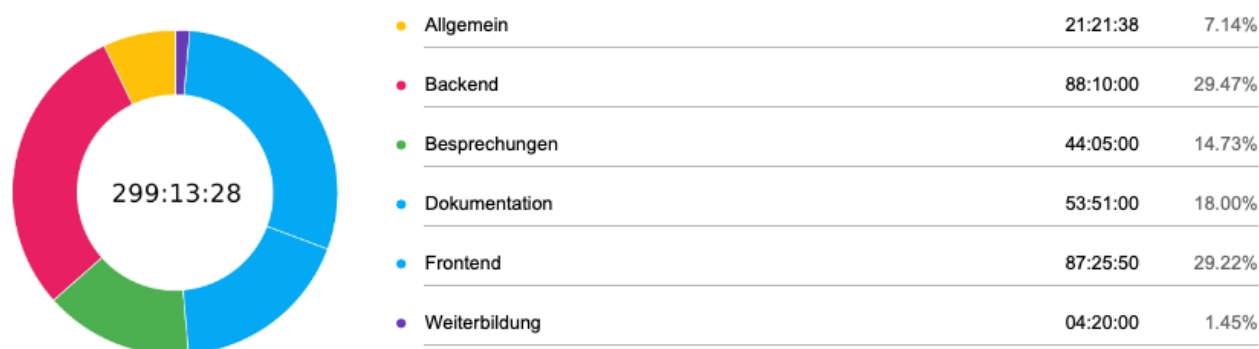 299:13:28
Allgemein 21:21:38 7.14%
Backend 88:10:00 29.47%
Besprechungen 44:05:00 14.73%
Dokumentation 53:51:00 18.00%
Frontend 87:25:50 29.22%
Weiterbildung 04:20:00 1.45%